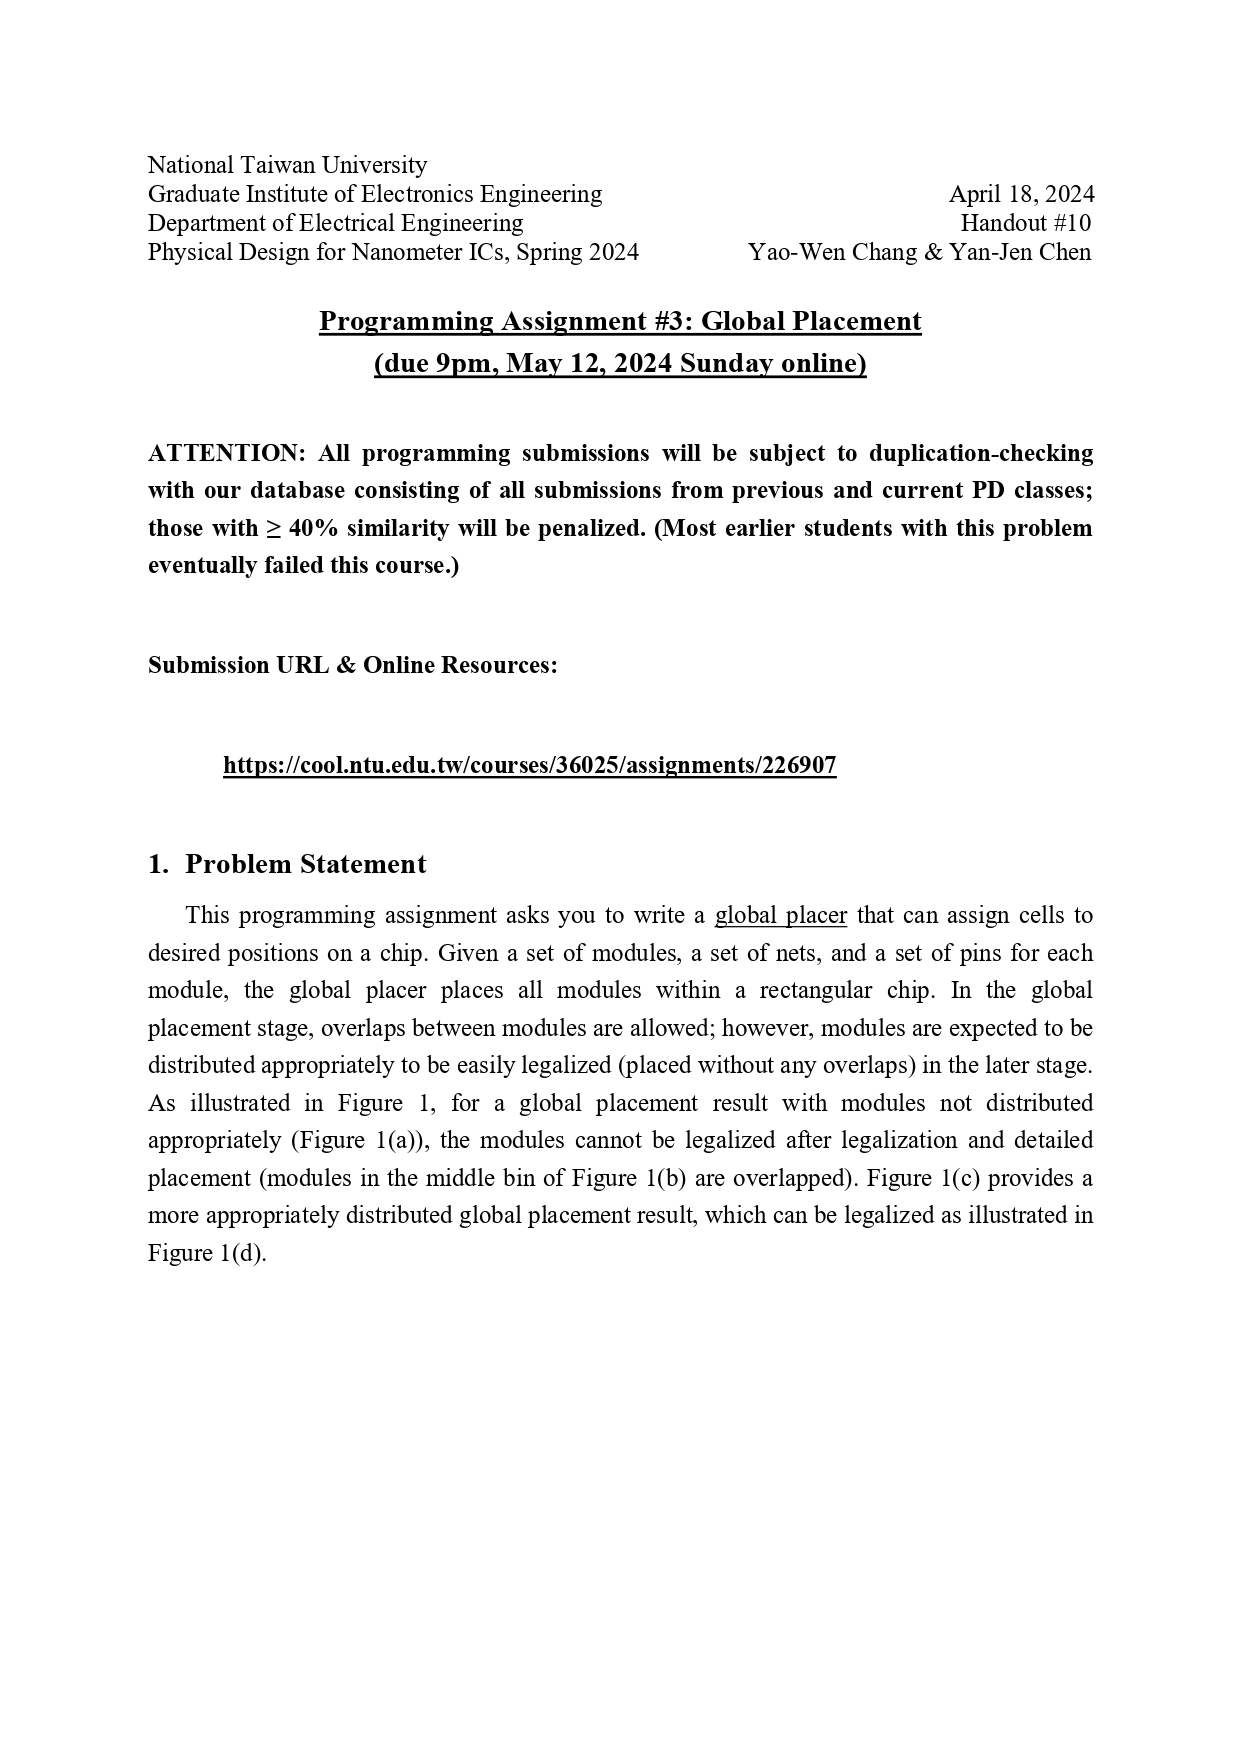 National Taiwan University
Graduate Institute of Electronics Engineering April 18, 2024
Department of Electrical Engineering Handout #10
Physical Design for Nanometer ICs, Spring 2024 Yao-Wen Chang & Yan-Jen Chen
Programming Assignment #3: Global Placement
(due 9pm, May 12, 2024 Sunday online)
ATTENTION: All programming submissions will be subject to duplication-checking
with our database consisting of all submissions from previous and current PD classes;
those with ≥ 40% similarity will be penalized. (Most earlier students with this problem
eventually failed this course.)
Submission URL & Online Resources:
https://cool.ntu.edu.tw/courses/36025/assignments/226907
1. Problem Statement
This programming assignment asks you to write a global placer that can assign cells to
desired positions on a chip. Given a set of modules, a set of nets, and a set of pins for each
module, the global placer places all modules within a rectangular chip. In the global
placement stage, overlaps between modules are allowed; however, modules are expected to be
distributed appropriately to be easily legalized (placed without any overlaps) in the later stage.
As illustrated in Figure 1, for a global placement result with modules not distributed
appropriately (Figure 1(a)), the modules cannot be legalized after legalization and detailed
placement (modules in the middle bin of Figure 1(b) are overlapped). Figure 1(c) provides a
more appropriately distributed global placement result, which can be legalized as illustrated in
Figure 1(d).